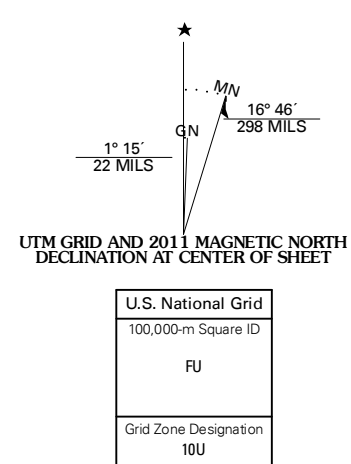 ★
MN
GN
16° 46´
298 MILS
1° 15´
22 MILS
UTM GRID AND 2011 MAGNETIC NORTH
DECLINATION AT CENTER OF SHEET
U.S. National Grid
100,000-m Square ID
FU
Grid Zone Designation
10U